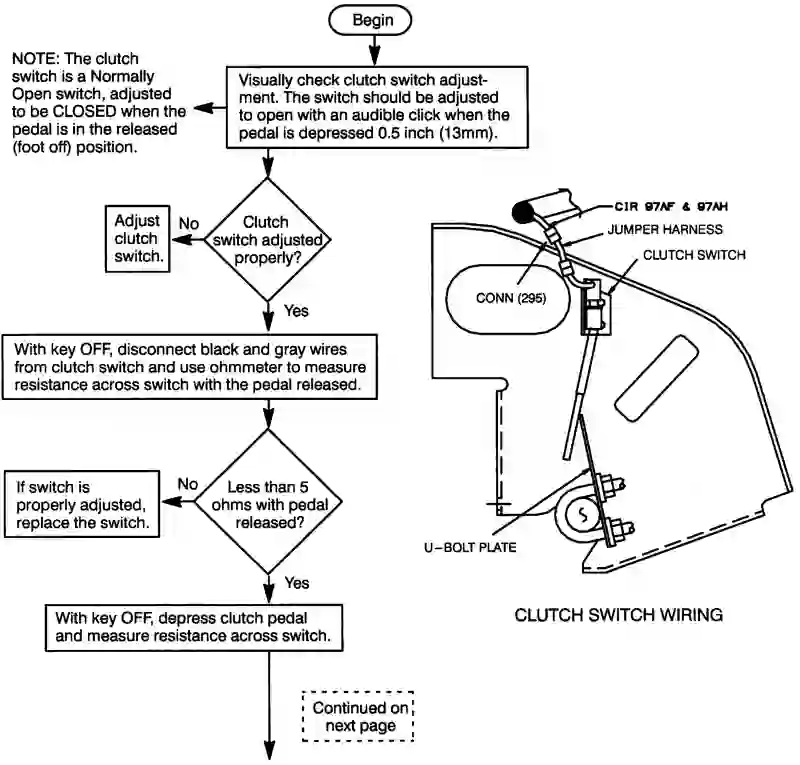 Begin
NOTE: The clutch
switch is a Normally
Open switch, adjusted
to be CLOSED when the
pedal is in the released
(foot off) position.
Visually check clutch switch adjust-
ment. The switch should be adjusted
to open with an audible click when the
pedal is depressed 0.5 inch (13mm).
Adjust
clutch
switch.
No
Clutch
switch adjusted
properly?
Yes
With key OFF, disconnect black and gray wires
from clutch switch and use ohmmeter to measure
resistance across switch with the pedal released.
If switch is
properly adjusted,
replace the switch.
No
Less than 5
ohms with pedal
released?
Yes
With key OFF, depress clutch pedal
and measure resistance across switch.
Continued on
next page
CIR 97AF & 97AH
JUMPER HARNESS
CLUTCH SWITCH
CONN (295)
U-BOLT PLATE
CLUTCH SWITCH WIRING